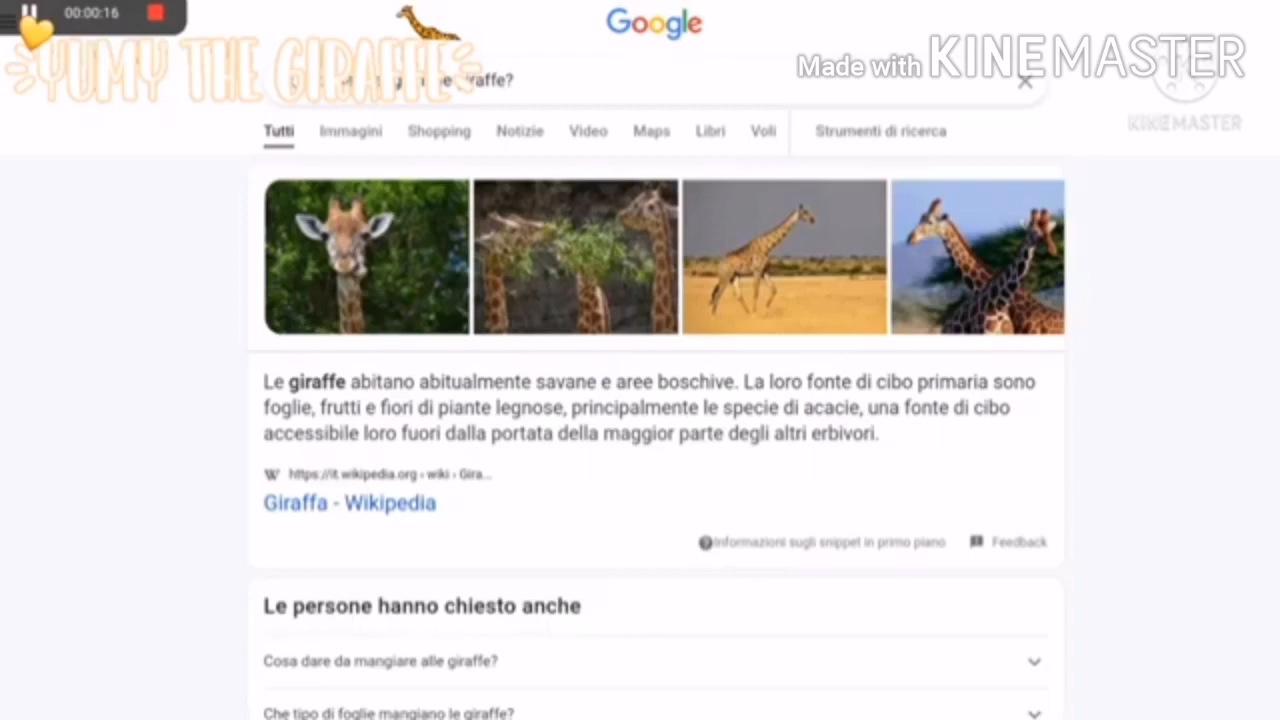 00:00:16
Google
YUMY THE GIRAFFE
raffe?
Made with KINEMASTER
KINEMASTER
Tutti Immagini Shopping Notizie Video Maps Libri Voli Strumenti di ricerca
Le giraffe abitano abitualmente savane e aree boschive. La loro fonte di cibo primaria sono
foglie, frutti e fiori di piante legnose, principalmente le specie di acacie, una fonte di cibo
accessibile loro fuori dalla portata della maggior parte degli altri erbivori.
W https://it.wikipedia.org › wiki › Gira...
Giraffa - Wikipedia
Informazioni sugli snippet in primo piano Feedback
Le persone hanno chiesto anche
Cosa dare da mangiare alle giraffe?
Che tipo di foglie mangiano le giraffe?